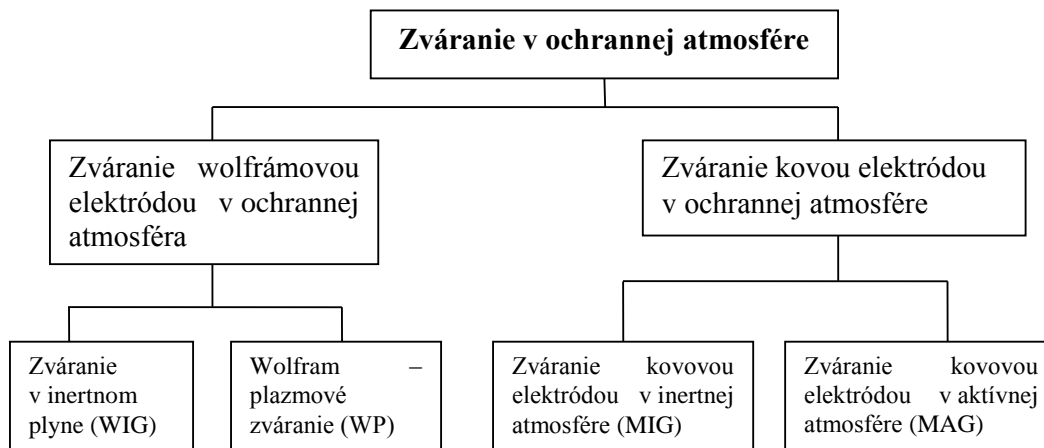 Zváranie v ochrannej atmosfére
Zváranie wolfrámovou
elektródou v ochrannej
atmosféra
Zváranie kovou elektródou
v ochrannej atmosfére
Zváranie
v inertnom
plyne (WIG)
Wolfram –
plazmové
zváranie (WP)
Zváranie kovovou
elektródou v inertnej
atmosfére (MIG)
Zváranie kovovou
elektródou v aktívnej
atmosfére (MAG)